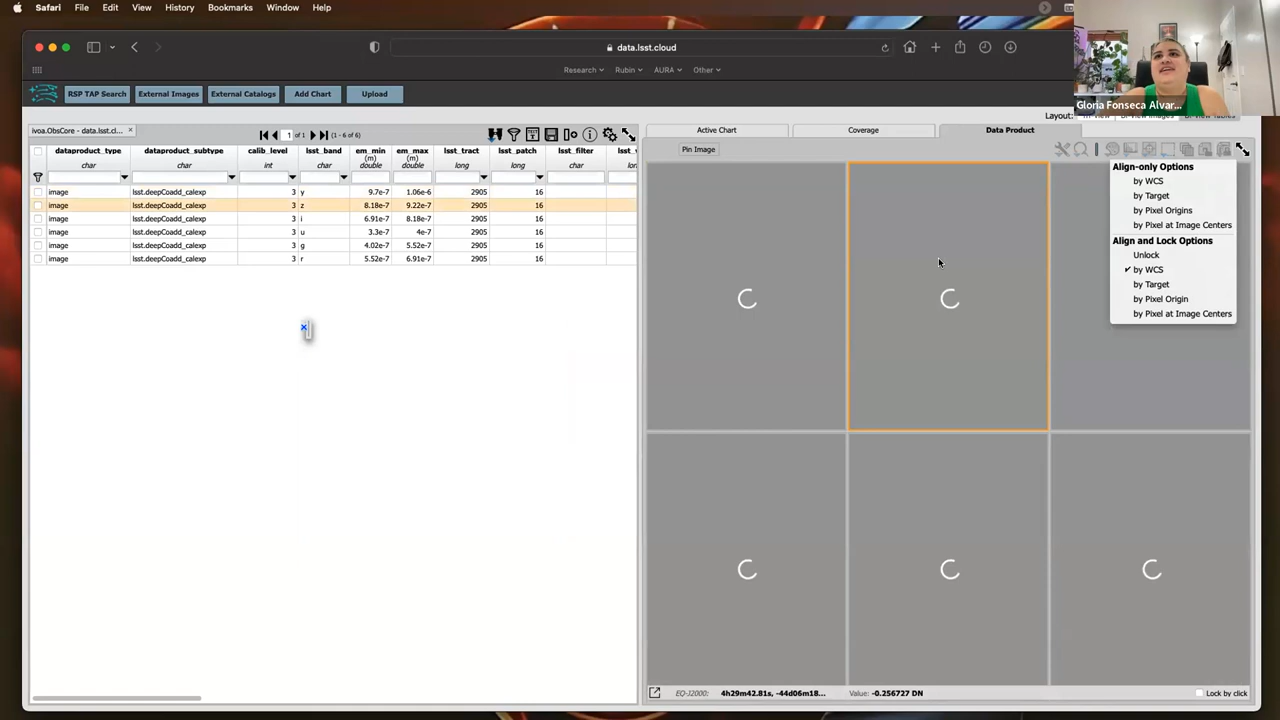 Safari File Edit View History Bookmarks Window Help
data.lsst.cloud
Research Rubin AURA Other
Gloria Fonseca Alvar...
RSP TAP Search External Images External Catalogs Add Chart Upload
Layout:
ivoa.ObsCore - data.lsst.cl... × 1 of 1 (1 - 6 of 6)
Active Chart Coverage Data Product
Pin Image
dataproduct_type dataproduct_subtype calib_level lsst_band em_min em_max lsst_tract lsst_patch lsst_filter
(m) (m)
char char int char double double long long char
image lsst.deepCoadd_calexp 3 y 9.7e-7 1.06e-6 2905 16
image lsst.deepCoadd_calexp 3 z 8.18e-7 9.22e-7 2905 16
image lsst.deepCoadd_calexp 3 i 6.91e-7 8.18e-7 2905 16
image lsst.deepCoadd_calexp 3 u 3.3e-7 4e-7 2905 16
image lsst.deepCoadd_calexp 3 g 4.02e-7 5.52e-7 2905 16
image lsst.deepCoadd_calexp 3 r 5.52e-7 6.91e-7 2905 16
Align-only Options
by WCS
by Target
by Pixel Origins
by Pixel at Image Centers
Align and Lock Options
Unlock
✓ by WCS
by Target
by Pixel Origin
by Pixel at Image Centers
EQ-J2000: 4h29m42.81s, -44d06m18... Value: -0.256727 DN Lock by click